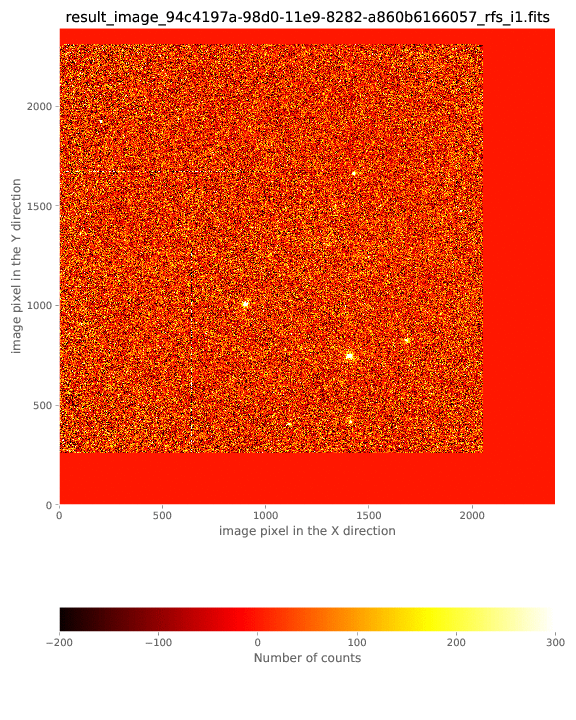 result_image_94c4197a-98d0-11e9-8282-a860b6166057_rfs_i1.fits
2000
1500
1000
500
0
image pixel in the Y direction
0 500 1000 1500 2000
image pixel in the X direction
−200 −100 0 100 200 300
Number of counts